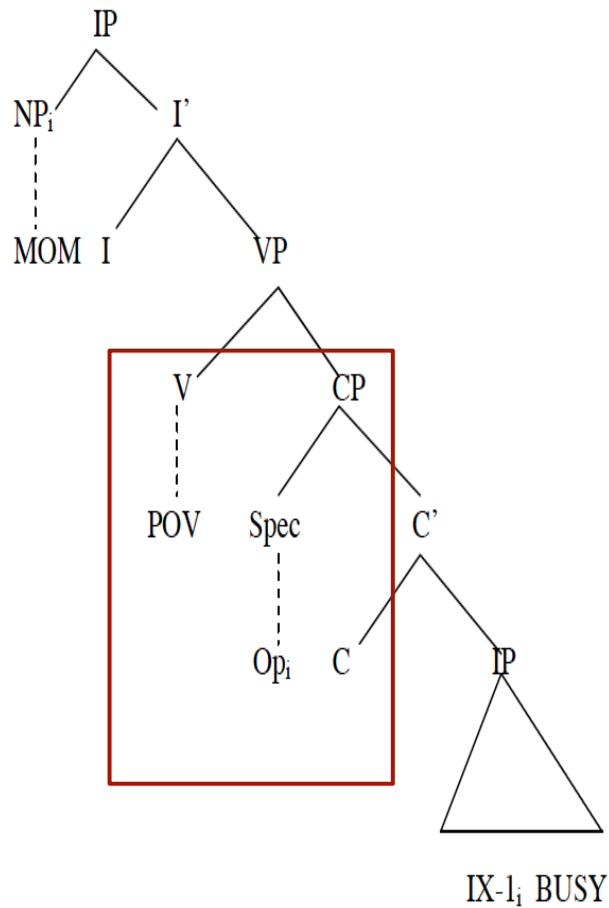 IP
NPi I'
MOM I VP
V CP
POV Spec C'
Opi C IP
IX-1i BUSY